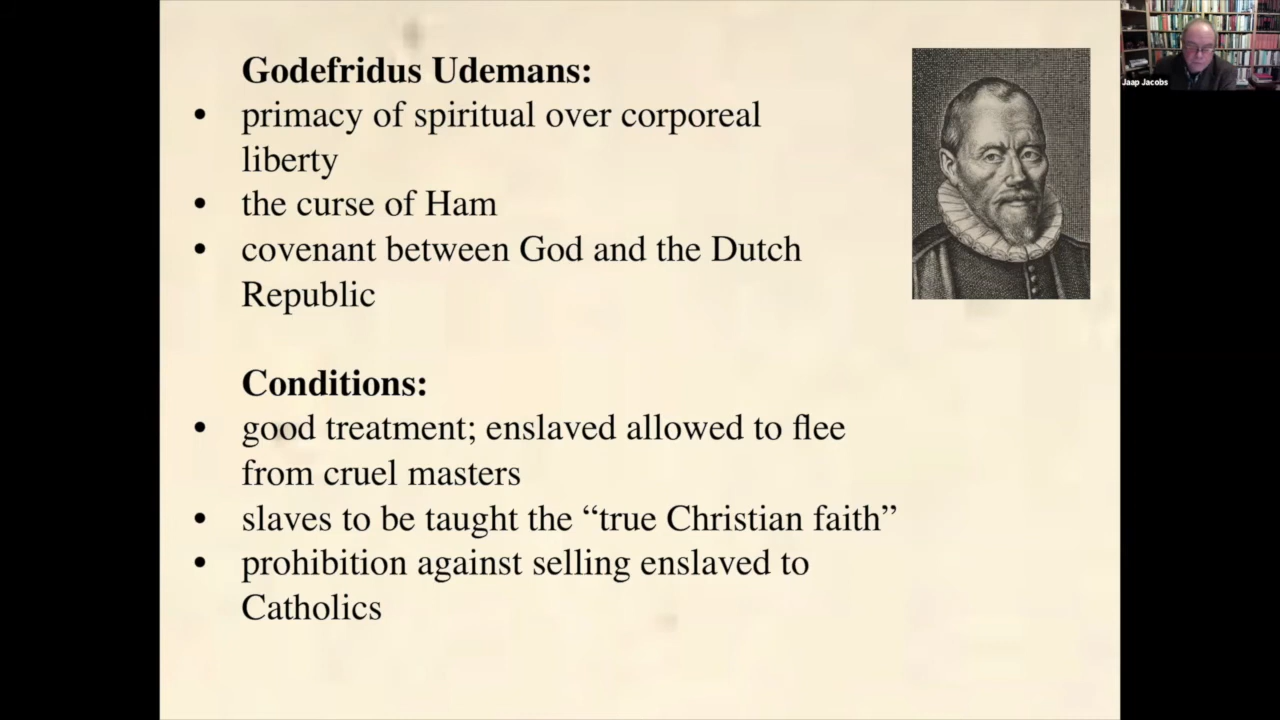 Godefridus Udemans:
• primacy of spiritual over corporeal
liberty
• the curse of Ham
• covenant between God and the Dutch
Republic
Conditions:
• good treatment; enslaved allowed to flee
from cruel masters
• slaves to be taught the “true Christian faith”
• prohibition against selling enslaved to
Catholics
Jaap Jacobs